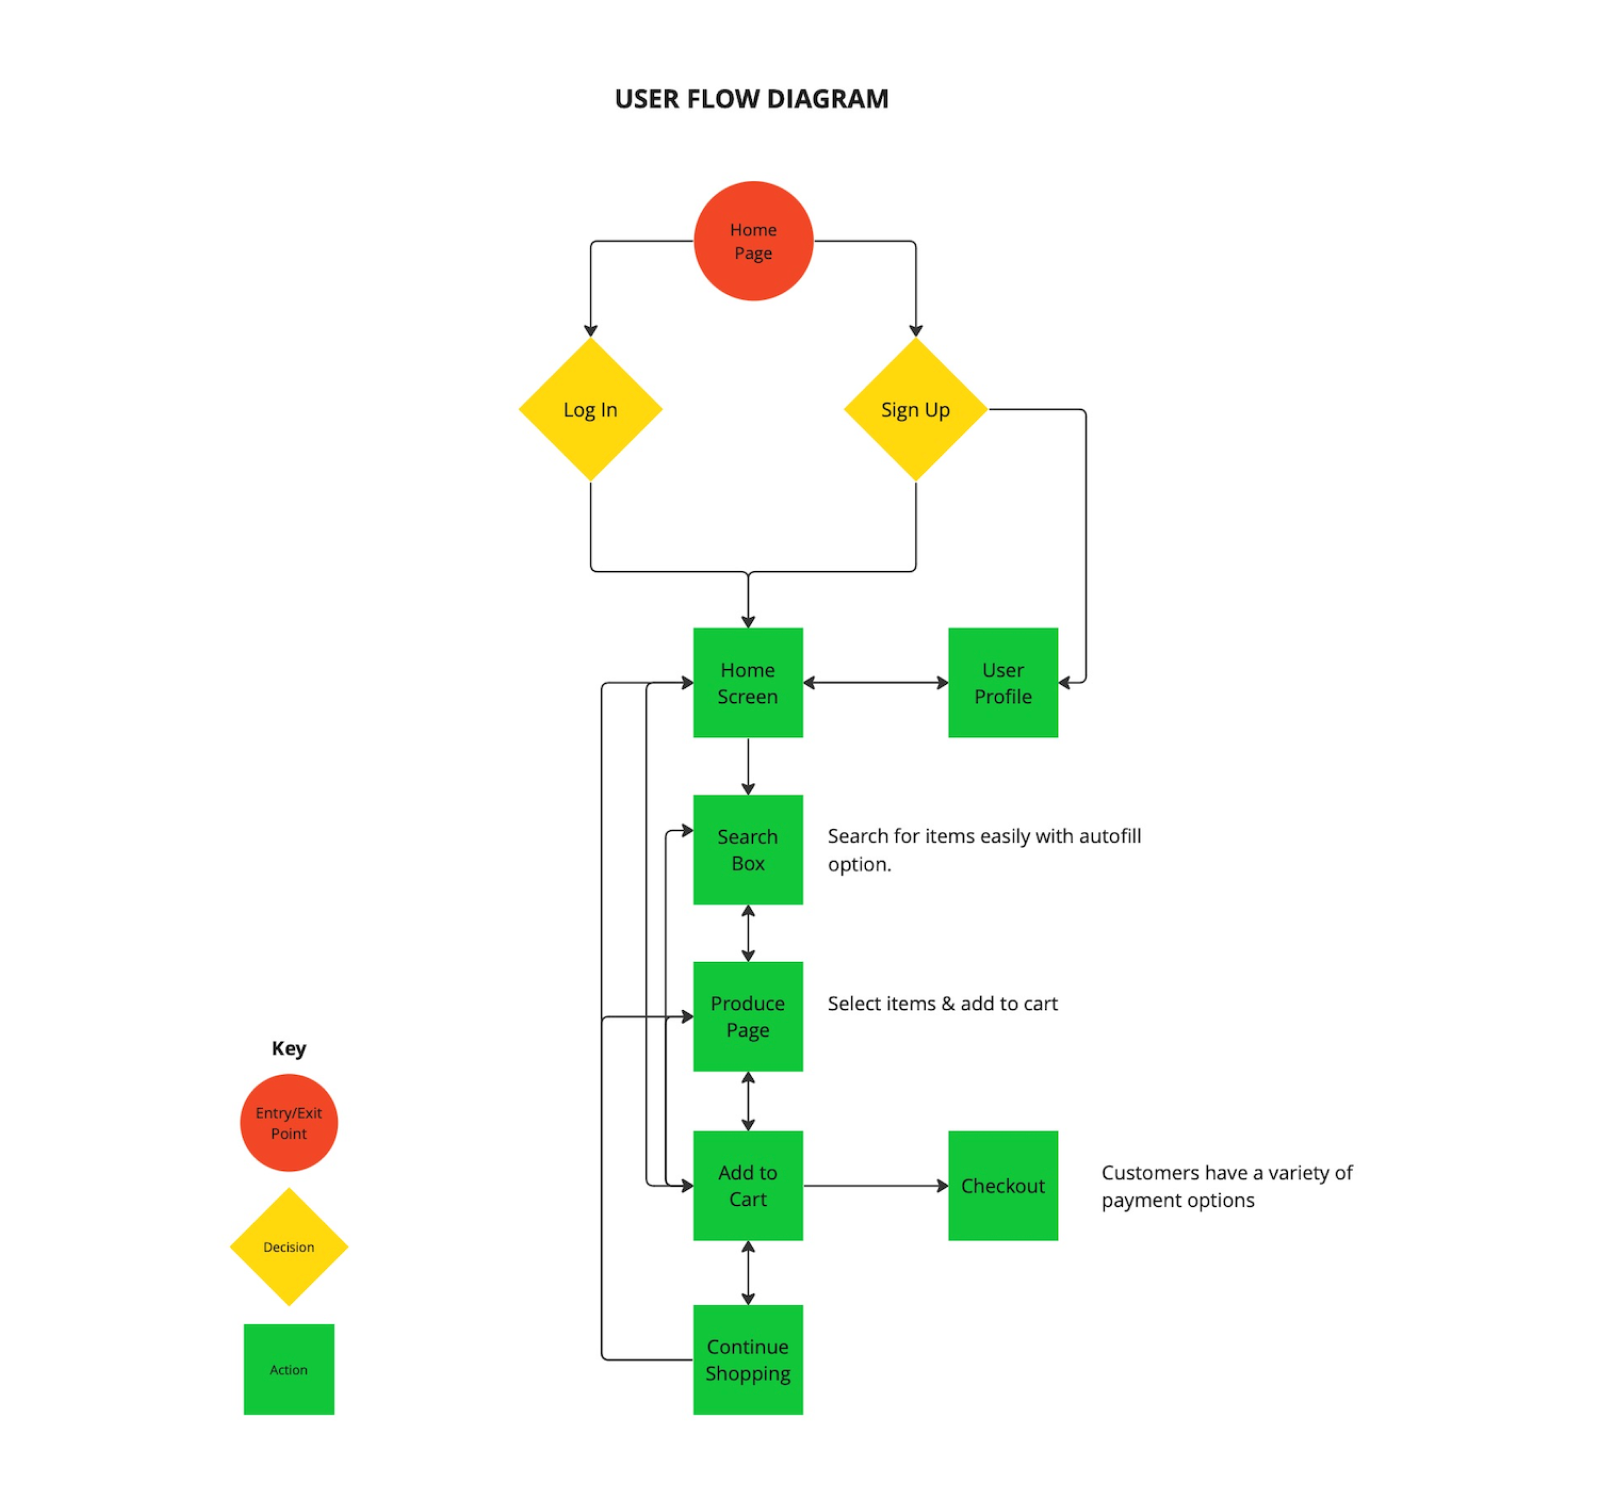 USER FLOW DIAGRAM
Home
Page
Log In
Sign Up
Home
Screen
User
Profile
Search
Box
Search for items easily with autofill
option.
Produce
Page
Select items & add to cart
Key
Entry/Exit
Point
Decision
Action
Add to
Cart
Checkout
Customers have a variety of
payment options
Continue
Shopping